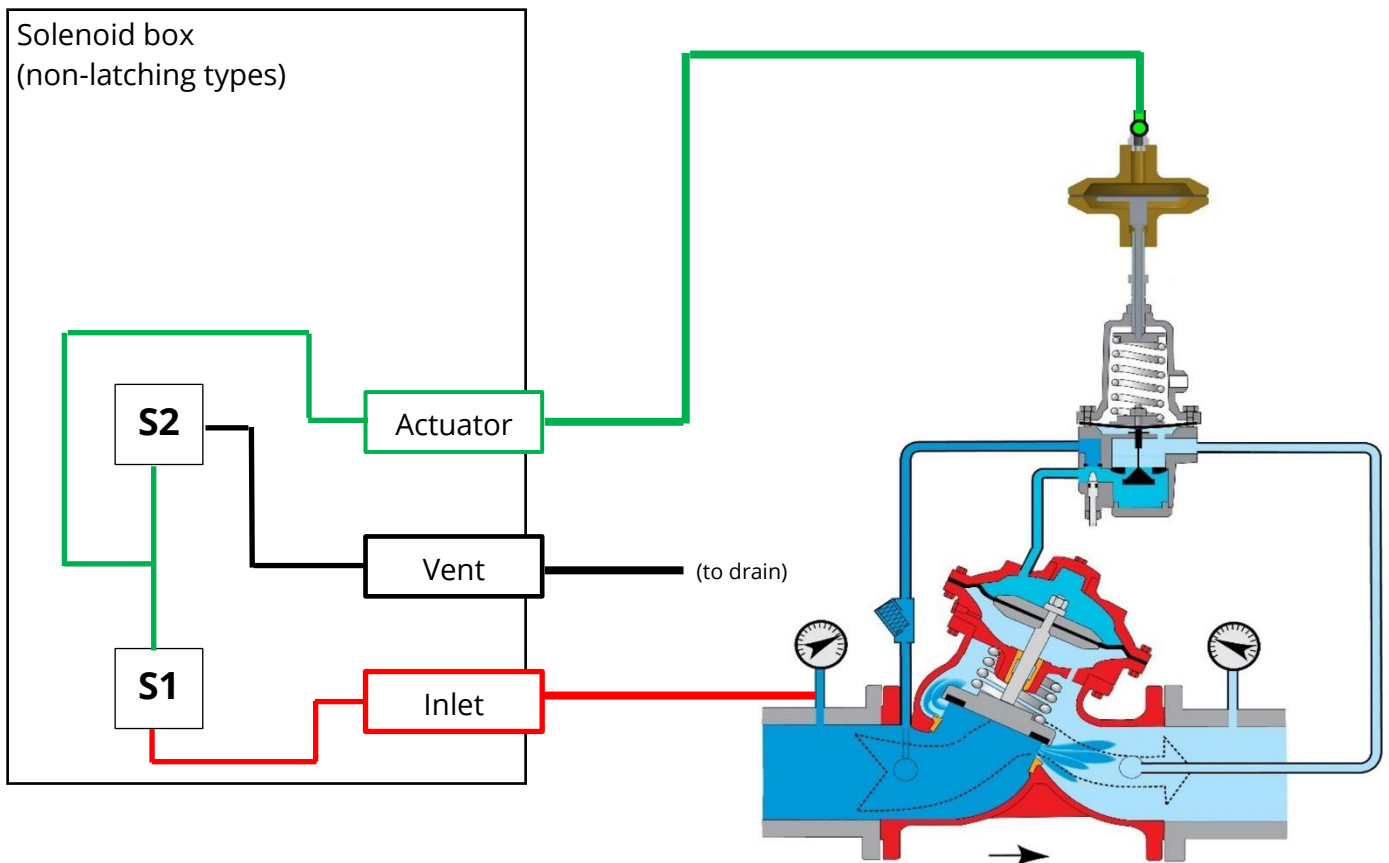 Solenoid box
(non-latching types)
S2
Actuator
Vent
(to drain)
S1
Inlet